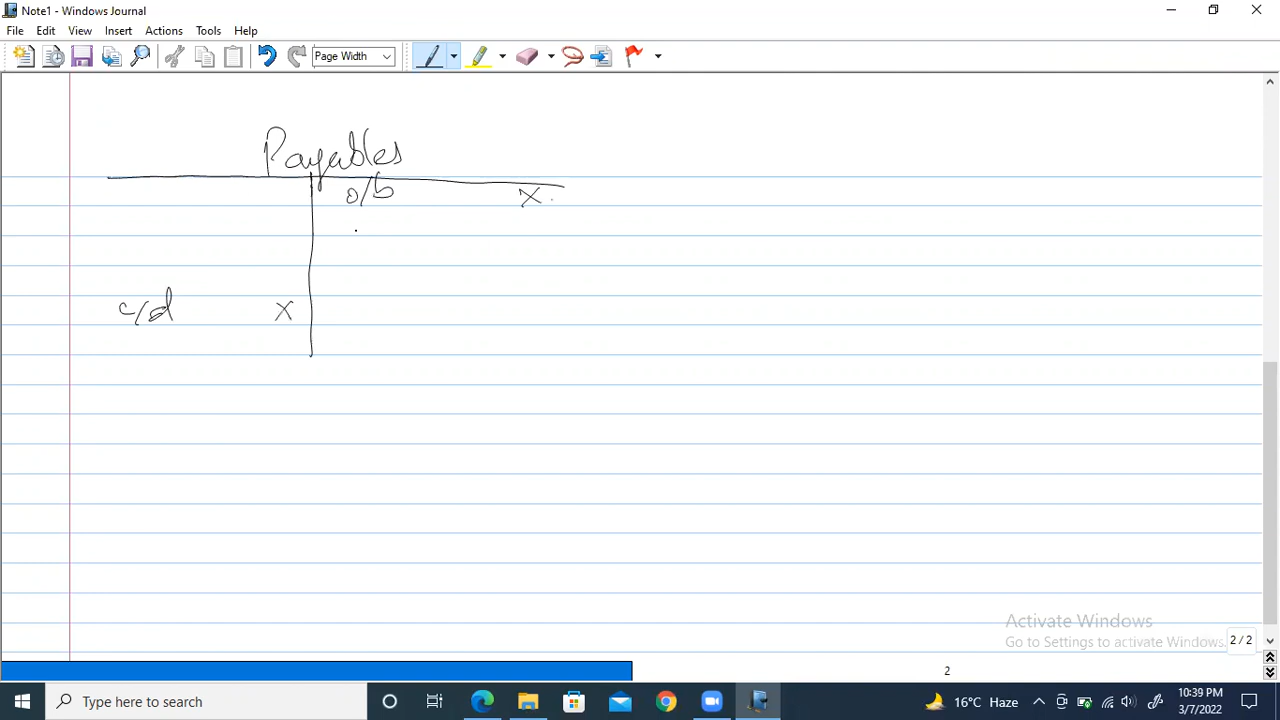 Note1 - Windows Journal
File Edit View Insert Actions Tools Help
Page Width
Payables
o/b x
c/d x
Activate Windows
Go to Settings to activate Windows.
2 / 2
2
Type here to search
16°C Haze
10:39 PM
3/7/2022